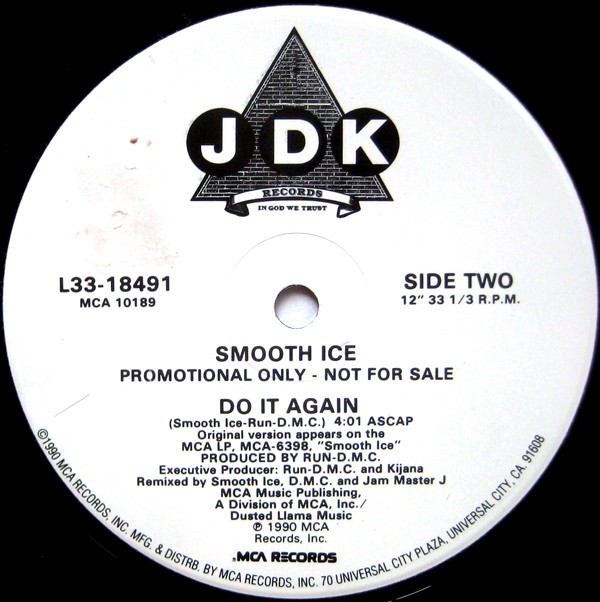 JDK
RECORDS
IN GOD WE TRUST
L33-18491
MCA 10189
SIDE TWO
12" 33 1/3 R.P.M.
SMOOTH ICE
PROMOTIONAL ONLY - NOT FOR SALE
DO IT AGAIN
(Smooth Ice-Run-D.M.C.) 4:01 ASCAP
Original version appears on the
MCA LP, MCA-6398, "Smooth Ice"
PRODUCED BY RUN-D.M.C.
Executive Producer: Run-D.M.C. and Kijana
Remixed by Smooth Ice, D.M.C. and Jam Master J
MCA Music Publishing,
A Division of MCA, Inc./
Dusted Llama Music
℗ 1990 MCA
Records, Inc.
MCA RECORDS
©1990 MCA RECORDS, INC. MFG. & DISTRB. BY MCA RECORDS, INC. 70 UNIVERSAL CITY PLAZA, UNIVERSAL CITY, CA. 91608